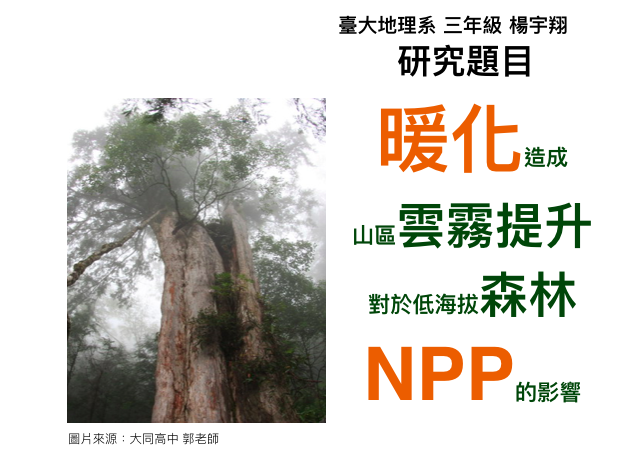 臺大地理系 三年級 楊宇翔
研究題目
暖化造成
山區雲霧提升
對於低海拔森林
NPP的影響
圖片來源：大同高中 郭老師